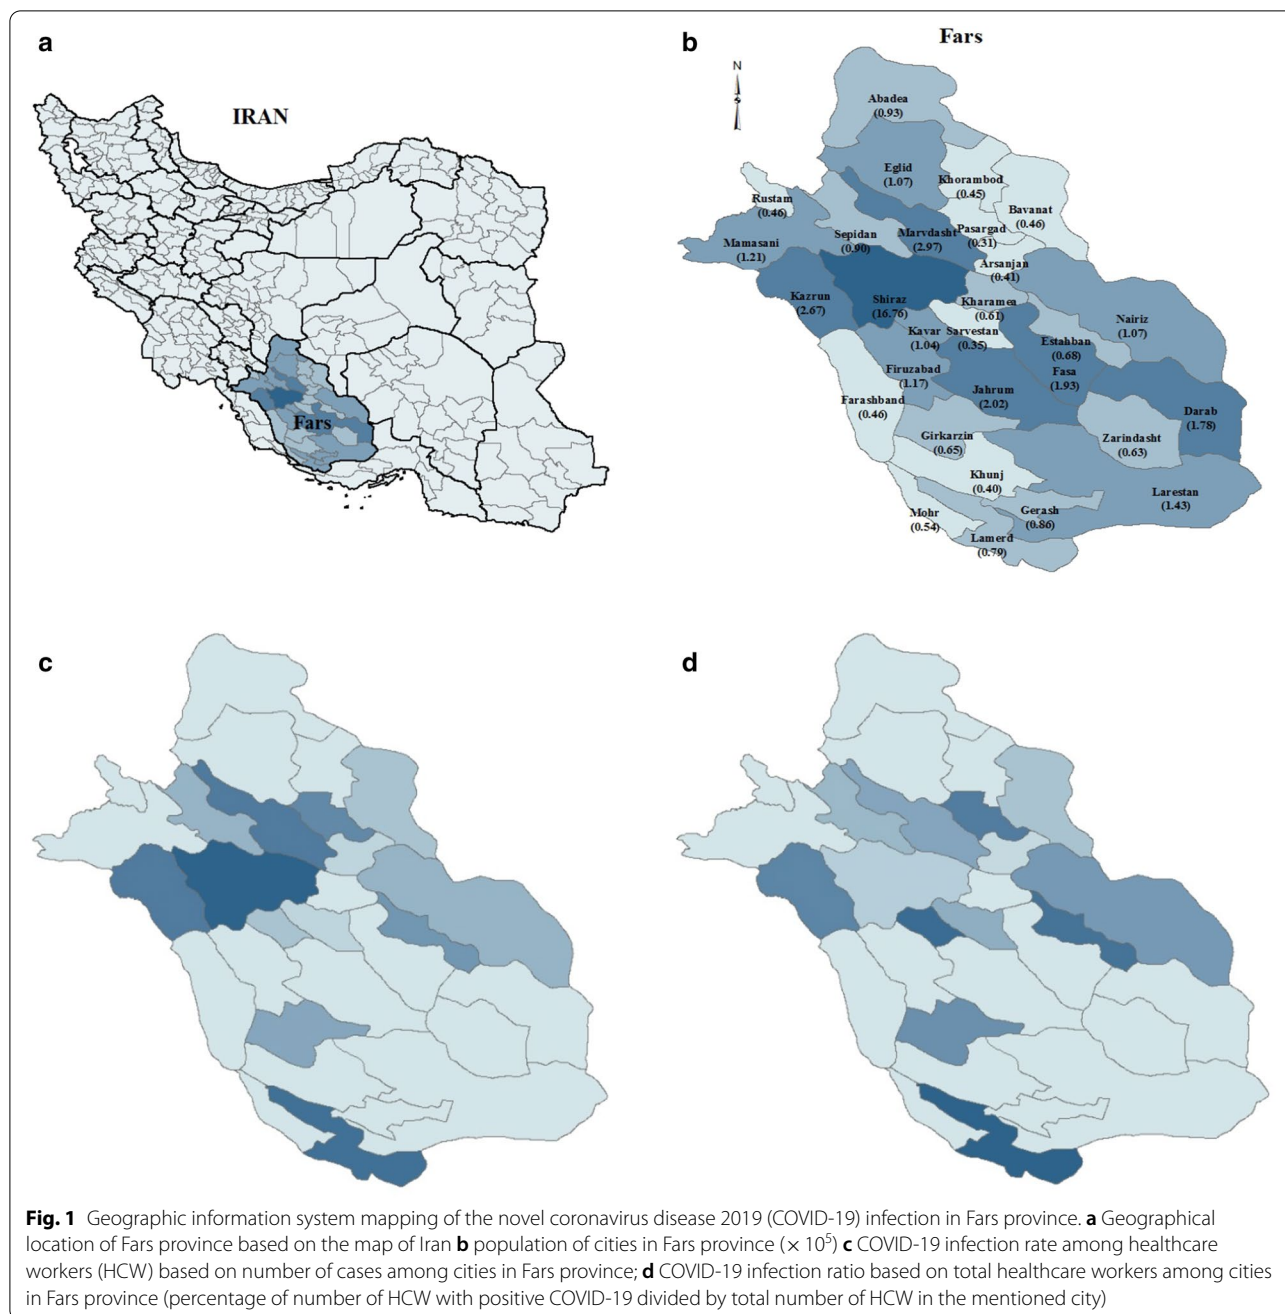 a
IRAN
Fars
b
Fars
N
Abadea
(0.93)
Eglid
(1.07)
Khorambod
(0.45)
Rustam
(0.46)
Bavanat
(0.46)
Mamasani
(1.21)
Sepidan
(0.90)
Marvdasht
(2.97)
Pasargad
(0.31)
Arsanjan
(0.41)
Kazrun
(2.67)
Shiraz
(16.76)
Kharamea
(0.61)
Nairiz
(1.07)
Kavar
(1.04)
Sarvestan
(0.35)
Estahban
(0.68)
Firuzabad
(1.17)
Fasa
(1.93)
Farashband
(0.46)
Jahrum
(2.02)
Darab
(1.78)
Girkarzin
(0.65)
Zarindasht
(0.63)
Khunj
(0.40)
Larestan
(1.43)
Mohr
(0.54)
Gerash
(0.86)
Lamerd
(0.79)
c
d
Fig. 1 Geographic information system mapping of the novel coronavirus disease 2019 (COVID-19) infection in Fars province. a Geographical
location of Fars province based on the map of Iran b population of cities in Fars province (× 10⁵) c COVID-19 infection rate among healthcare
workers (HCW) based on number of cases among cities in Fars province; d COVID-19 infection ratio based on total healthcare workers among cities
in Fars province (percentage of number of HCW with positive COVID-19 divided by total number of HCW in the mentioned city)